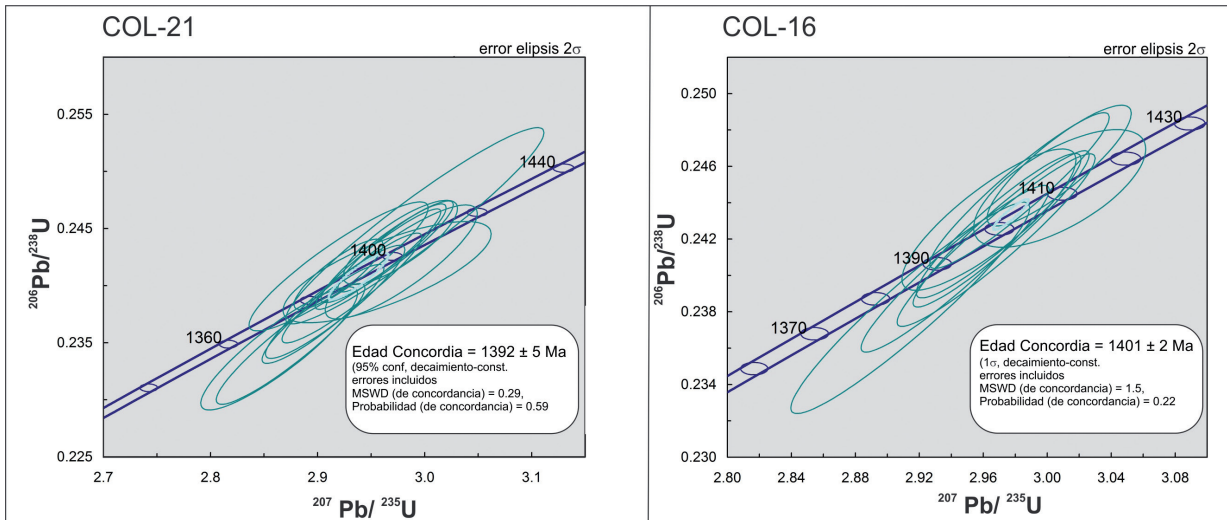 COL-21
error elipsis 2σ
0.255
0.245
0.235
0.225
²⁰⁶Pb/²³⁸U
1440
1400
1360
Edad Concordia = 1392 ± 5 Ma
(95% conf, decaimiento-const.
errores incluidos
MSWD (de concordancia) = 0.29,
Probabilidad (de concordancia) = 0.59
2.7 2.8 2.9 3.0 3.1
²⁰⁷ Pb/ ²³⁵U
COL-16
error elipsis 2σ
0.250
0.246
0.242
0.238
0.234
0.230
²⁰⁶Pb/²³⁸U
1430
1410
1390
1370
Edad Concordia = 1401 ± 2 Ma
(1σ, decaimiento-const.
errores incluidos
MSWD (de concordancia) = 1.5,
Probabilidad (de concordancia) = 0.22
2.80 2.84 2.88 2.92 2.96 3.00 3.04 3.08
²⁰⁷ Pb/ ²³⁵U